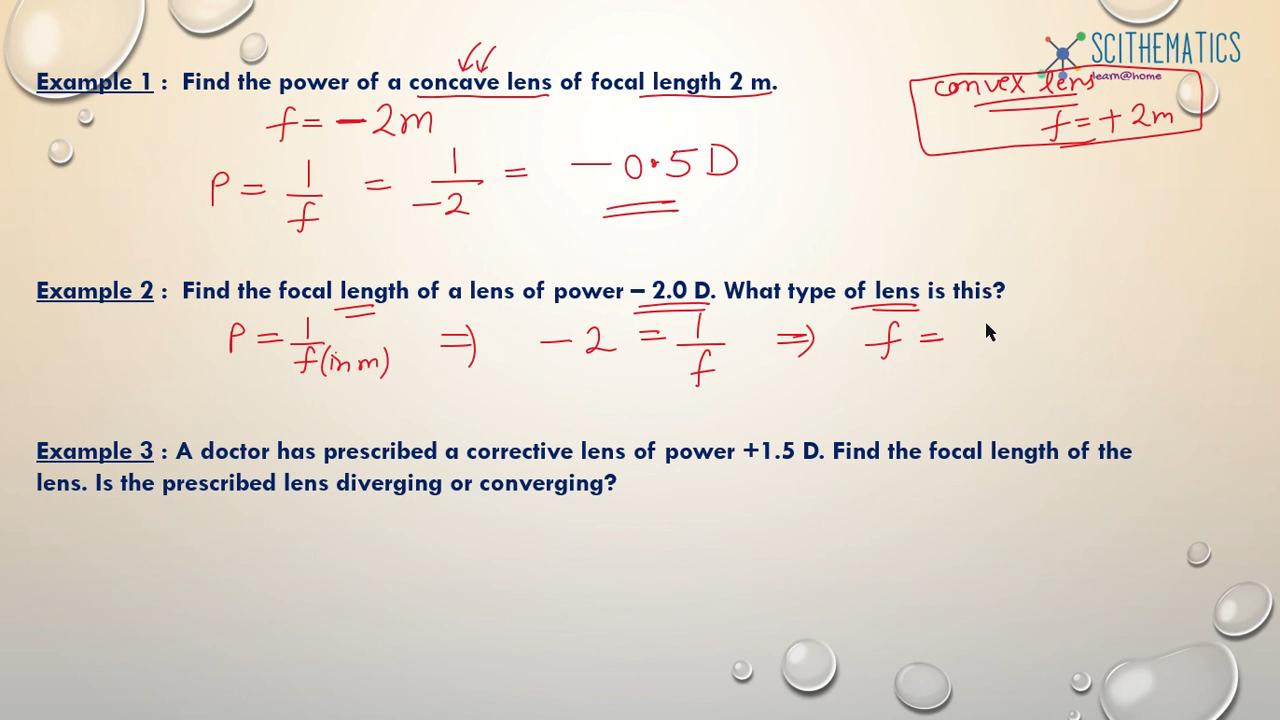 SCITHEMATICS
learn@home
Example 1 : Find the power of a concave lens of focal length 2 m.
convex lens
f = + 2m
f = - 2m
P = 1/f = 1/-2 = - 0.5 D
Example 2 : Find the focal length of a lens of power – 2.0 D. What type of lens is this?
P = 1/f(in m) ⇒ - 2 = 1/f ⇒ f =
Example 3 : A doctor has prescribed a corrective lens of power +1.5 D. Find the focal length of the
lens. Is the prescribed lens diverging or converging?